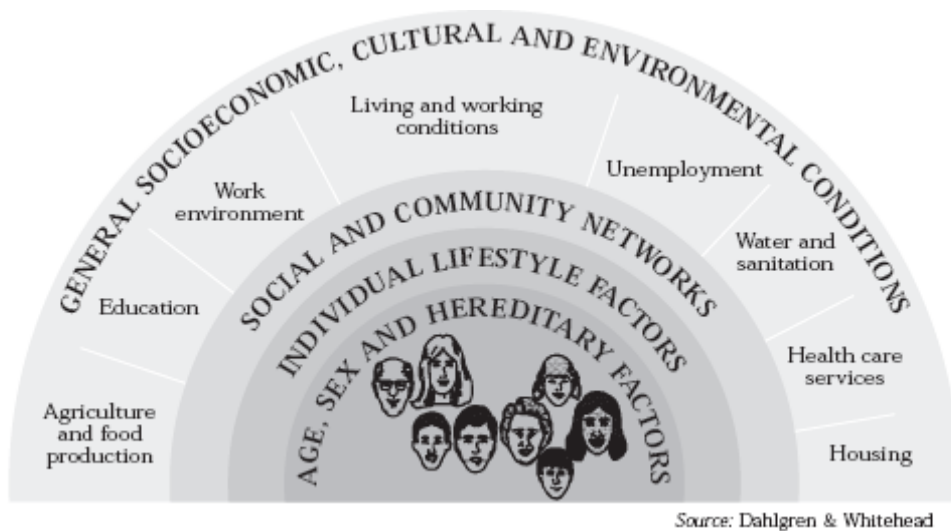 GENERAL SOCIOECONOMIC, CULTURAL AND ENVIRONMENTAL CONDITIONS
Living and working
conditions
Work
environment
Unemployment
Education
Water and
sanitation
Agriculture
and food
production
Health care
services
Housing
SOCIAL AND COMMUNITY NETWORKS
INDIVIDUAL LIFESTYLE FACTORS
AGE, SEX AND HEREDITARY FACTORS
Source: Dahlgren & Whitehead